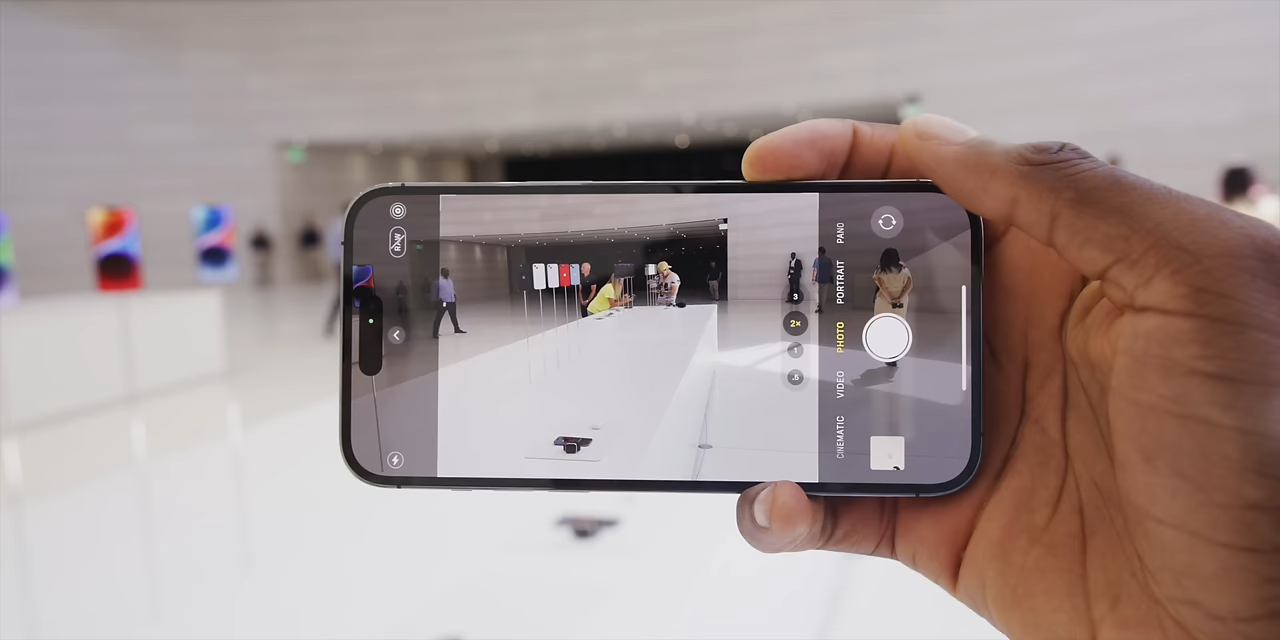 RAW
3
2×
1
.5
PANO
PORTRAIT
PHOTO
VIDEO
CINEMATIC